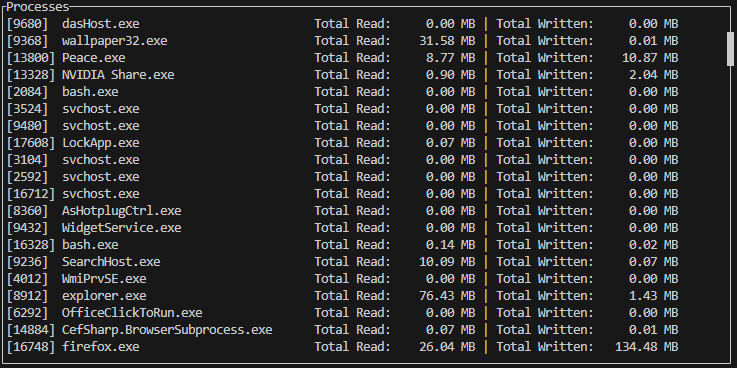 Processes
[9680] dasHost.exe Total Read: 0.00 MB | Total Written: 0.00 MB
[9368] wallpaper32.exe Total Read: 31.58 MB | Total Written: 0.01 MB
[13800] Peace.exe Total Read: 8.77 MB | Total Written: 10.87 MB
[13328] NVIDIA Share.exe Total Read: 0.90 MB | Total Written: 2.04 MB
[2084] bash.exe Total Read: 0.00 MB | Total Written: 0.00 MB
[3524] svchost.exe Total Read: 0.00 MB | Total Written: 0.00 MB
[9480] svchost.exe Total Read: 0.00 MB | Total Written: 0.00 MB
[17608] LockApp.exe Total Read: 0.07 MB | Total Written: 0.00 MB
[3104] svchost.exe Total Read: 0.00 MB | Total Written: 0.00 MB
[2592] svchost.exe Total Read: 0.00 MB | Total Written: 0.00 MB
[16712] svchost.exe Total Read: 0.00 MB | Total Written: 0.00 MB
[8360] AsHotplugCtrl.exe Total Read: 0.00 MB | Total Written: 0.00 MB
[9432] WidgetService.exe Total Read: 0.00 MB | Total Written: 0.00 MB
[16328] bash.exe Total Read: 0.14 MB | Total Written: 0.02 MB
[9236] SearchHost.exe Total Read: 10.09 MB | Total Written: 0.07 MB
[4012] WmiPrvSE.exe Total Read: 0.00 MB | Total Written: 0.00 MB
[8912] explorer.exe Total Read: 76.43 MB | Total Written: 1.43 MB
[6292] OfficeClickToRun.exe Total Read: 0.00 MB | Total Written: 0.00 MB
[14884] CefSharp.BrowserSubprocess.exe Total Read: 0.07 MB | Total Written: 0.01 MB
[16748] firefox.exe Total Read: 26.04 MB | Total Written: 134.48 MB